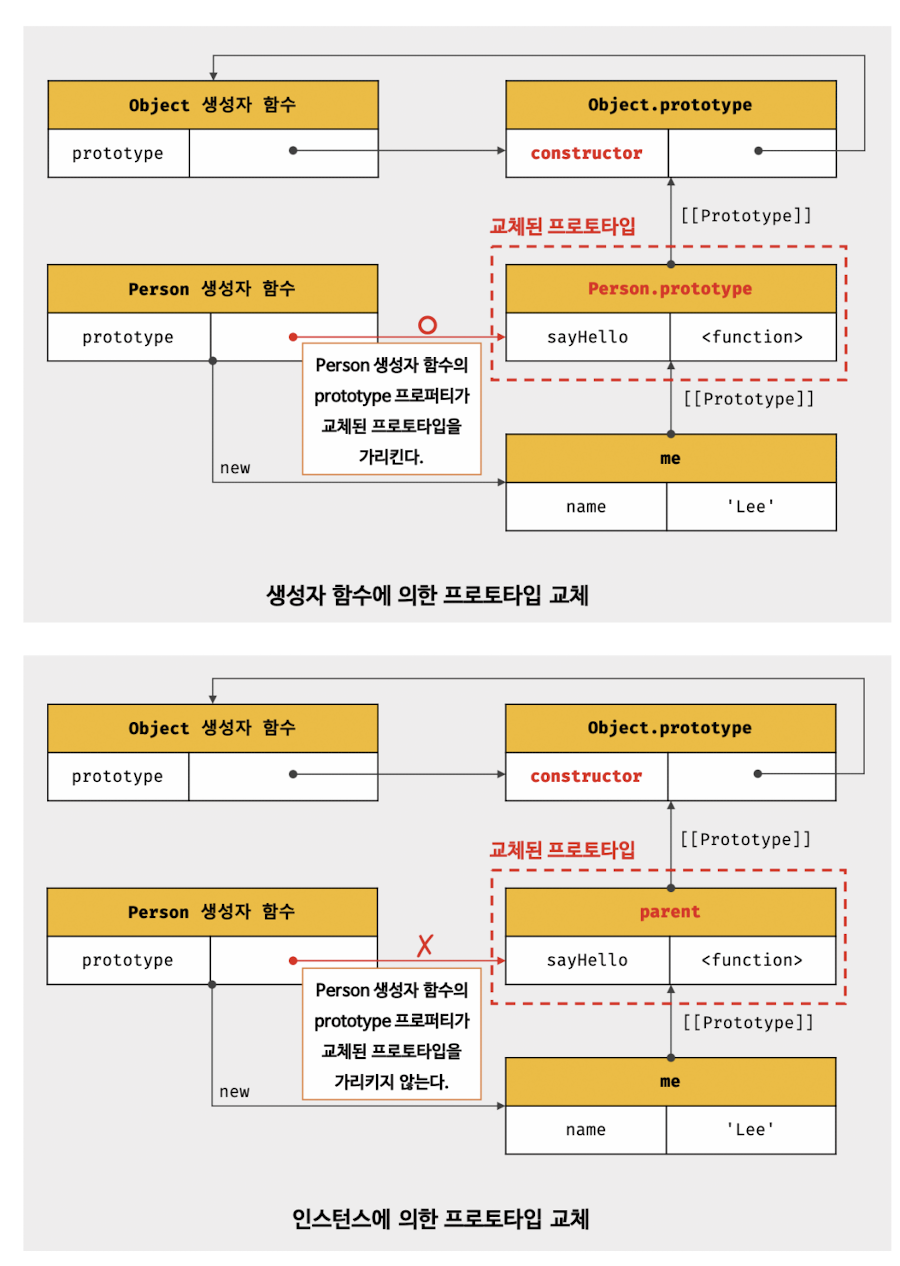 Object 생성자 함수
Object.prototype
prototype
constructor
[[Prototype]]
교체된 프로토타입
Person 생성자 함수
Person.prototype
prototype
sayHello
<function>
Person 생성자 함수의
prototype 프로퍼티가
교체된 프로토타입을
가리킨다.
[[Prototype]]
new
me
name
'Lee'
생성자 함수에 의한 프로토타입 교체
Object 생성자 함수
Object.prototype
prototype
constructor
[[Prototype]]
교체된 프로토타입
Person 생성자 함수
parent
prototype
sayHello
<function>
Person 생성자 함수의
prototype 프로퍼티가
교체된 프로토타입을
가리키지 않는다.
[[Prototype]]
new
me
name
'Lee'
인스턴스에 의한 프로토타입 교체